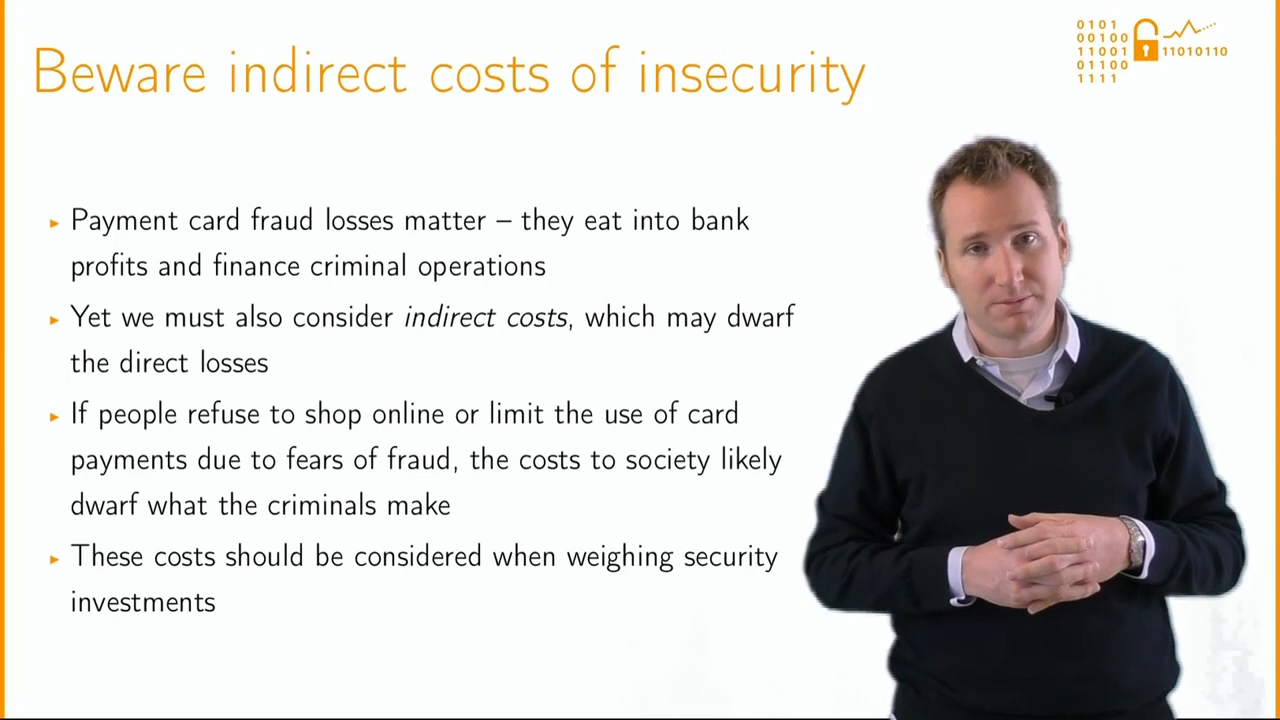 Beware indirect costs of insecurity
0101
00100
11001
01100
1111
11010110
▸ Payment card fraud losses matter – they eat into bank
profits and finance criminal operations
▸ Yet we must also consider indirect costs, which may dwarf
the direct losses
▸ If people refuse to shop online or limit the use of card
payments due to fears of fraud, the costs to society likely
dwarf what the criminals make
▸ These costs should be considered when weighing security
investments